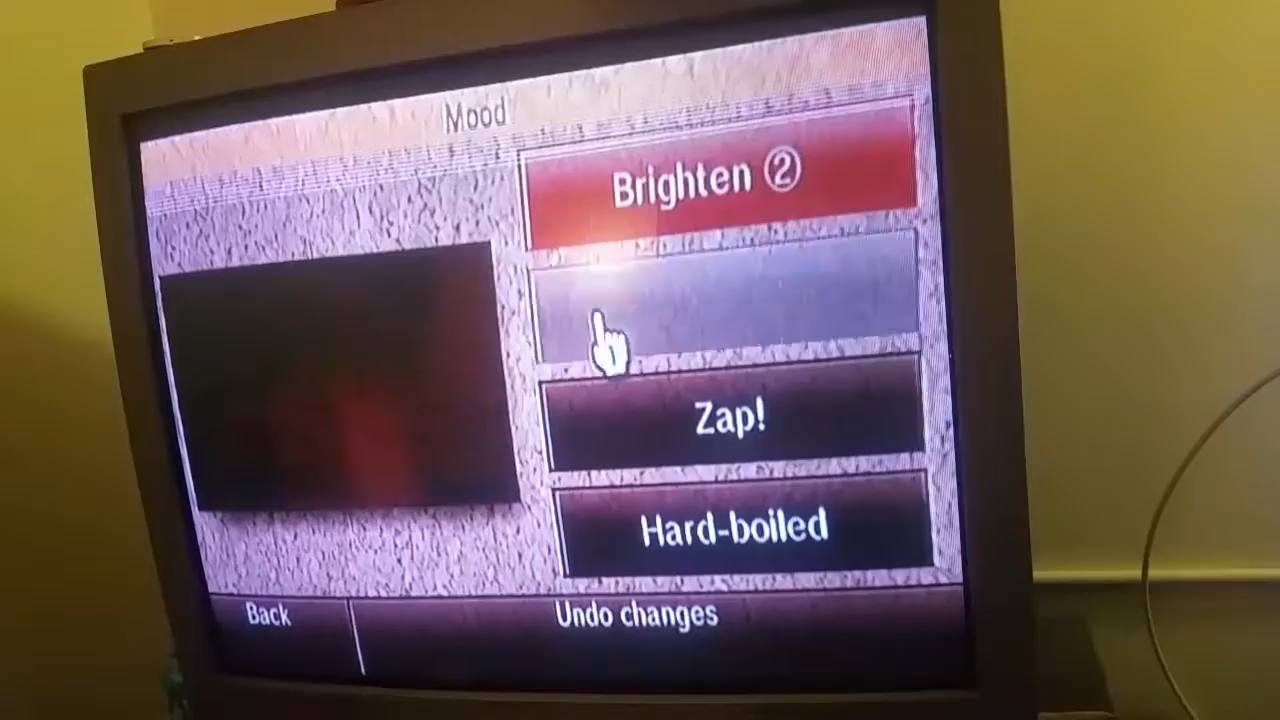 Mood
Brighten ②
Zap!
Hard-boiled
Back
Undo changes